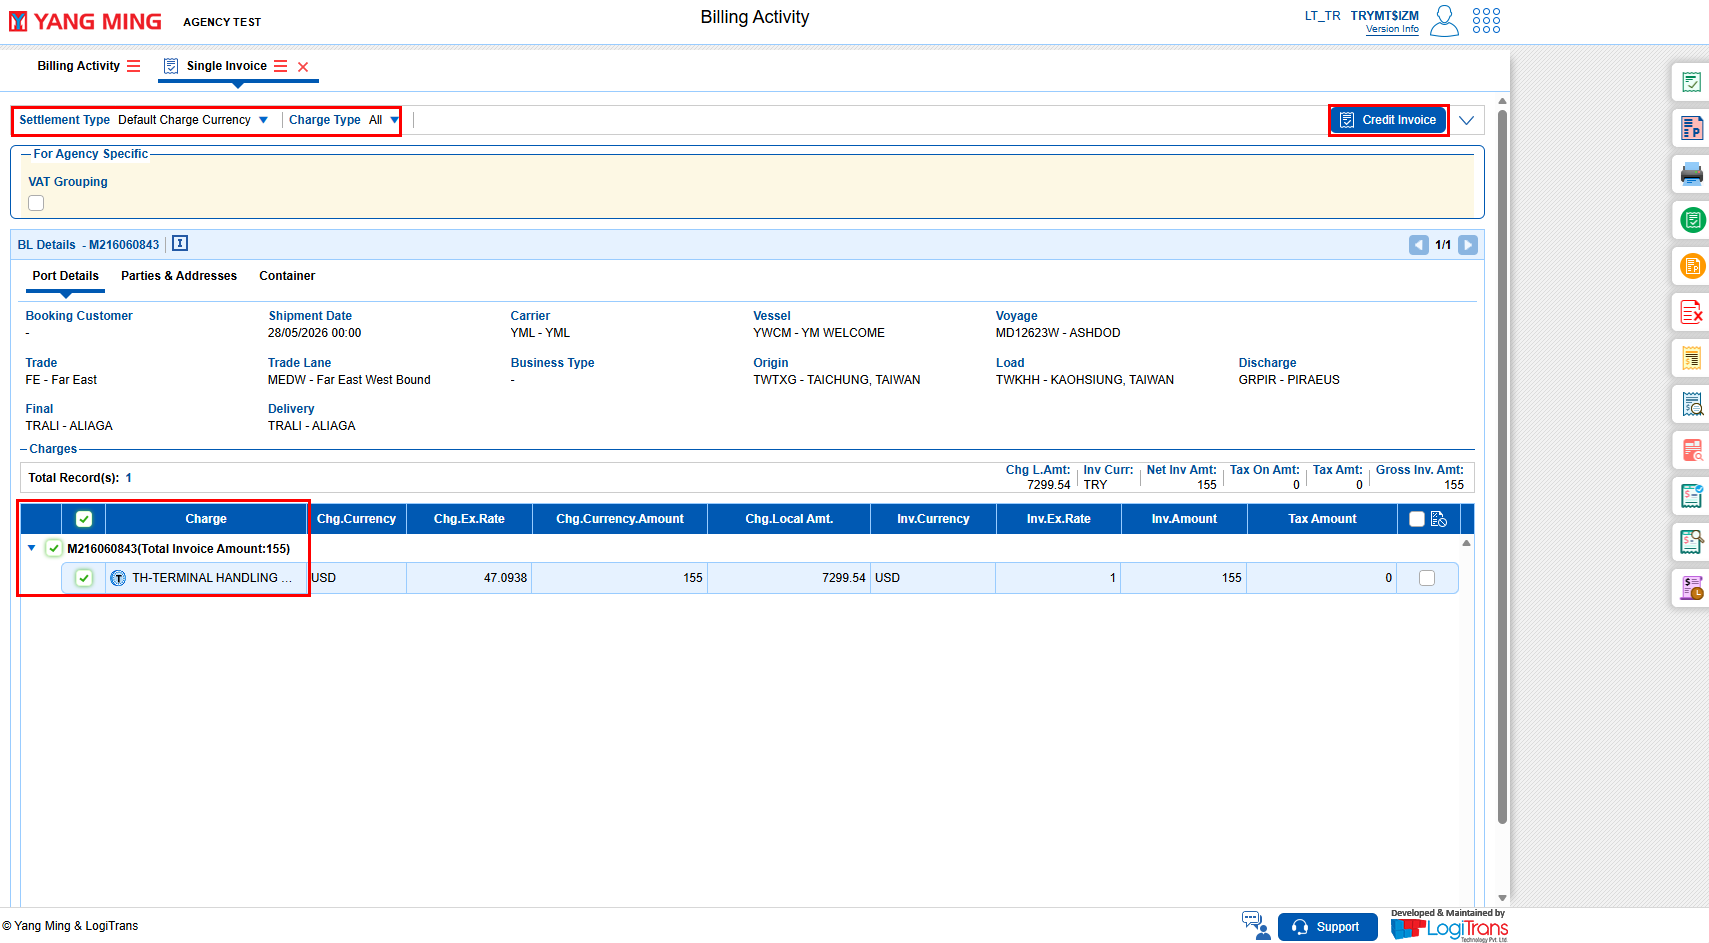 YANG MING AGENCY TEST Billing Activity LT_TR TRYMT$IZM
Version Info
Billing Activity Single Invoice
Settlement Type Default Charge Currency Charge Type All Credit Invoice
For Agency Specific
VAT Grouping
BL Details - M216060843 I 1/1
Port Details Parties & Addresses Container
Booking Customer Shipment Date Carrier Vessel Voyage
- 28/05/2026 00:00 YML - YML YWCM - YM WELCOME MD12623W - ASHDOD
Trade Trade Lane Business Type Origin Load Discharge
FE - Far East MEDW - Far East West Bound - TWTXG - TAICHUNG, TAIWAN TWKHH - KAOHSIUNG, TAIWAN GRPIR - PIRAEUS
Final Delivery
TRALI - ALIAGA TRALI - ALIAGA
Charges
Total Record(s): 1 Chg L.Amt: Inv Curr: Net Inv Amt: Tax On Amt: Tax Amt: Gross Inv. Amt:
7299.54 TRY 155 0 0 155
Charge Chg.Currency Chg.Ex.Rate Chg.Currency.Amount Chg.Local Amt. Inv.Currency Inv.Ex.Rate Inv.Amount Tax Amount
M216060843(Total Invoice Amount:155)
T TH-TERMINAL HANDLING ... USD 47.0938 155 7299.54 USD 1 155 0
© Yang Ming & LogiTrans Support Developed & Maintained by
LogiTrans
Technology Pvt. Ltd.